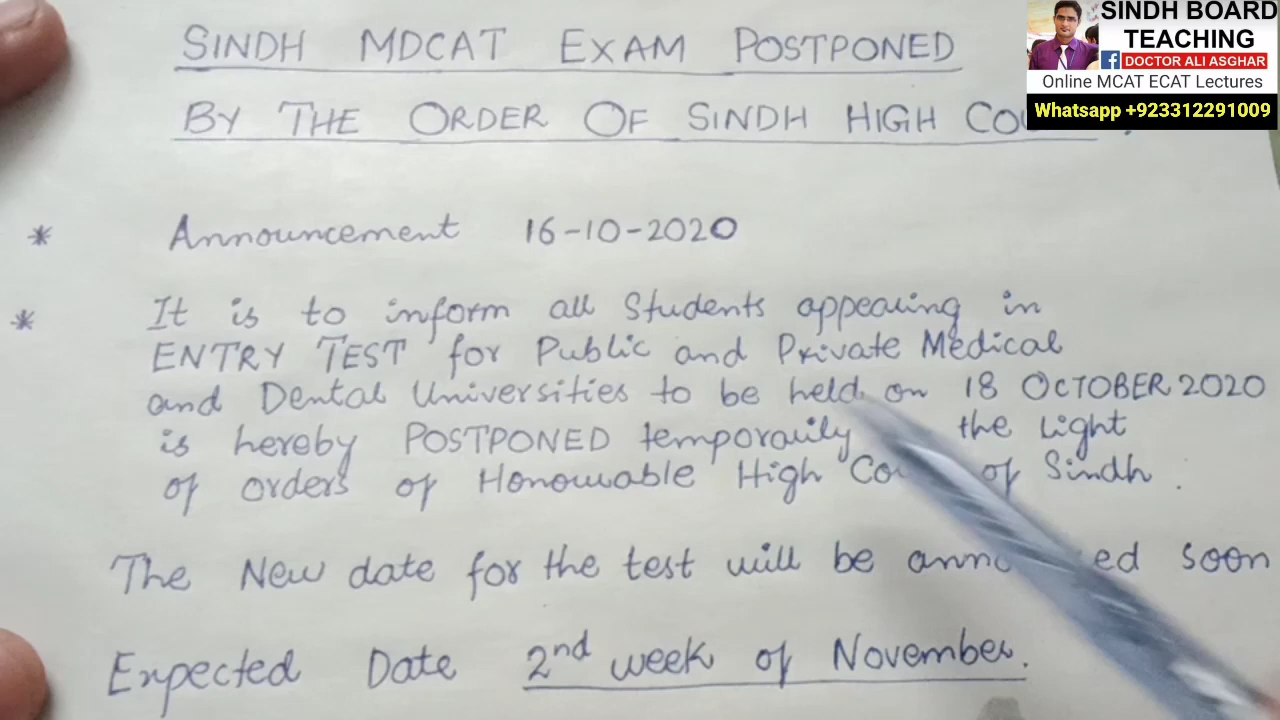 SINDH MDCAT EXAM POSTPONED
BY THE ORDER OF SINDH HIGH
* Announcement 16-10-2020
* It is to inform all Students appearing in
ENTRY TEST for Public and Private Medical
and Dental Universities to be held on 18 OCTOBER 2020
is hereby POSTPONED temporarily the Light
of orders of Honourable High of Sindh.
The New date for the test will be soon
Expected Date 2nd week of November.
SINDH BOARD
TEACHING
f DOCTOR ALI ASGHAR
Online MCAT ECAT Lectures
Whatsapp +923312291009